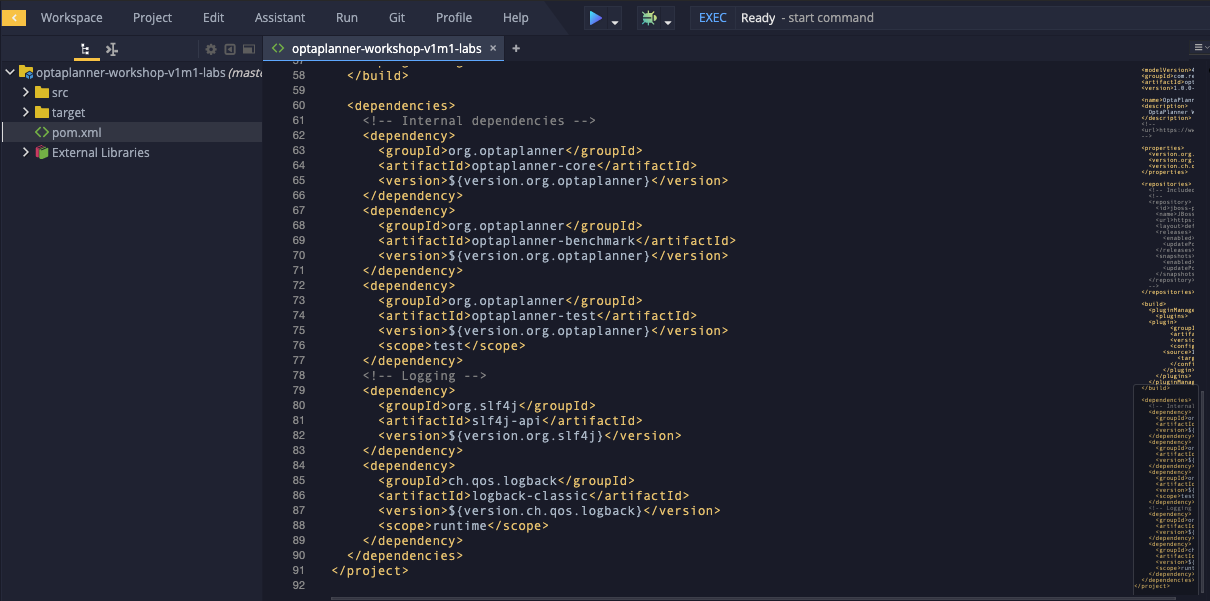 Workspace Project Edit Assistant Run Git Profile Help EXEC Ready - start command
optaplanner-workshop-v1m1-labs × +
optaplanner-workshop-v1m1-labs
src
target
pom.xml
External Libraries
58 </build>
59
60 <dependencies>
61 <!-- Internal dependencies -->
62 <dependency>
63 <groupId>org.optaplanner</groupId>
64 <artifactId>optaplanner-core</artifactId>
65 <version>${version.org.optaplanner}</version>
66 </dependency>
67 <dependency>
68 <groupId>org.optaplanner</groupId>
69 <artifactId>optaplanner-benchmark</artifactId>
70 <version>${version.org.optaplanner}</version>
71 </dependency>
72 <dependency>
73 <groupId>org.optaplanner</groupId>
74 <artifactId>optaplanner-test</artifactId>
75 <version>${version.org.optaplanner}</version>
76 <scope>test</scope>
77 </dependency>
78 <!-- Logging -->
79 <dependency>
80 <groupId>org.slf4j</groupId>
81 <artifactId>slf4j-api</artifactId>
82 <version>${version.org.slf4j}</version>
83 </dependency>
84 <dependency>
85 <groupId>ch.qos.logback</groupId>
86 <artifactId>logback-classic</artifactId>
87 <version>${version.ch.qos.logback}</version>
88 <scope>runtime</scope>
89 </dependency>
90 </dependencies>
91 </project>
92